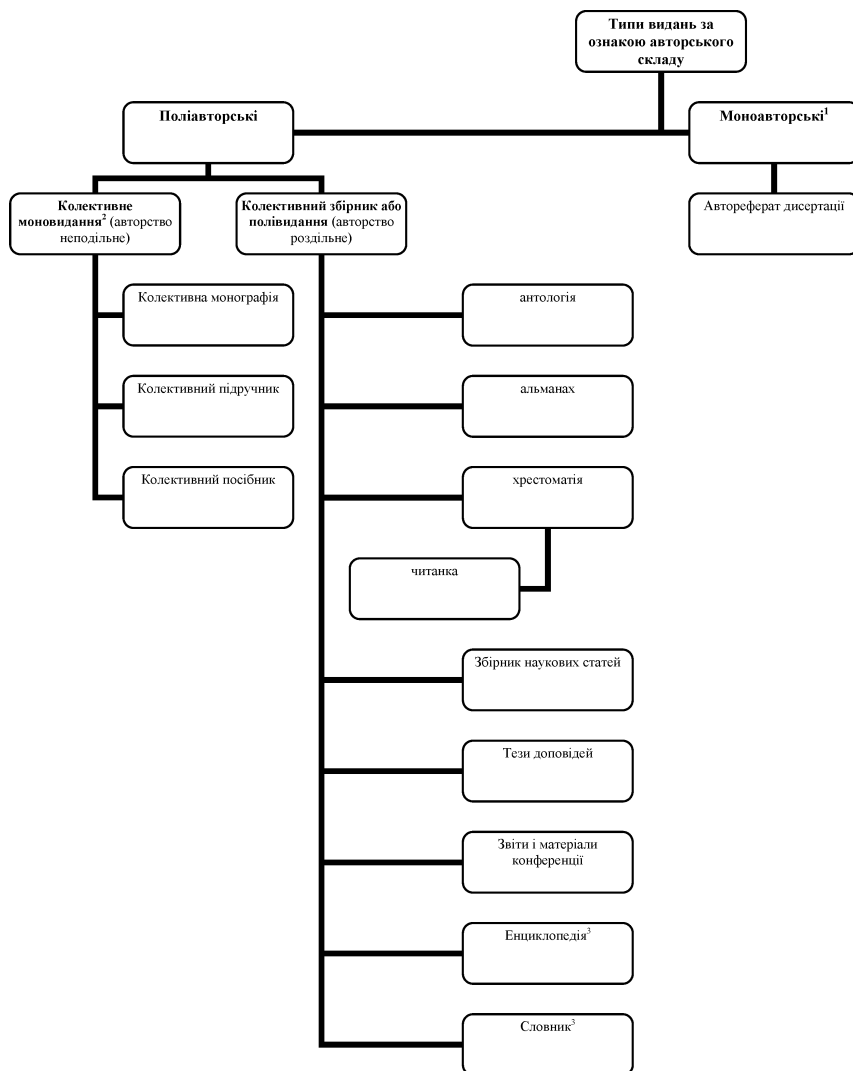 Типи видань за
ознакою авторського
складу
Поліавторські
Моноавторські¹
Колективне
моновидання² (авторство
неподільне)
Колективний збірник або
полівидання (авторство
роздільне)
Автореферат дисертації
Колективна монографія
антологія
Колективний підручник
альманах
Колективний посібник
хрестоматія
читанка
Збірник наукових статей
Тези доповідей
Звіти і матеріали
конференції
Енциклопедія³
Словник³